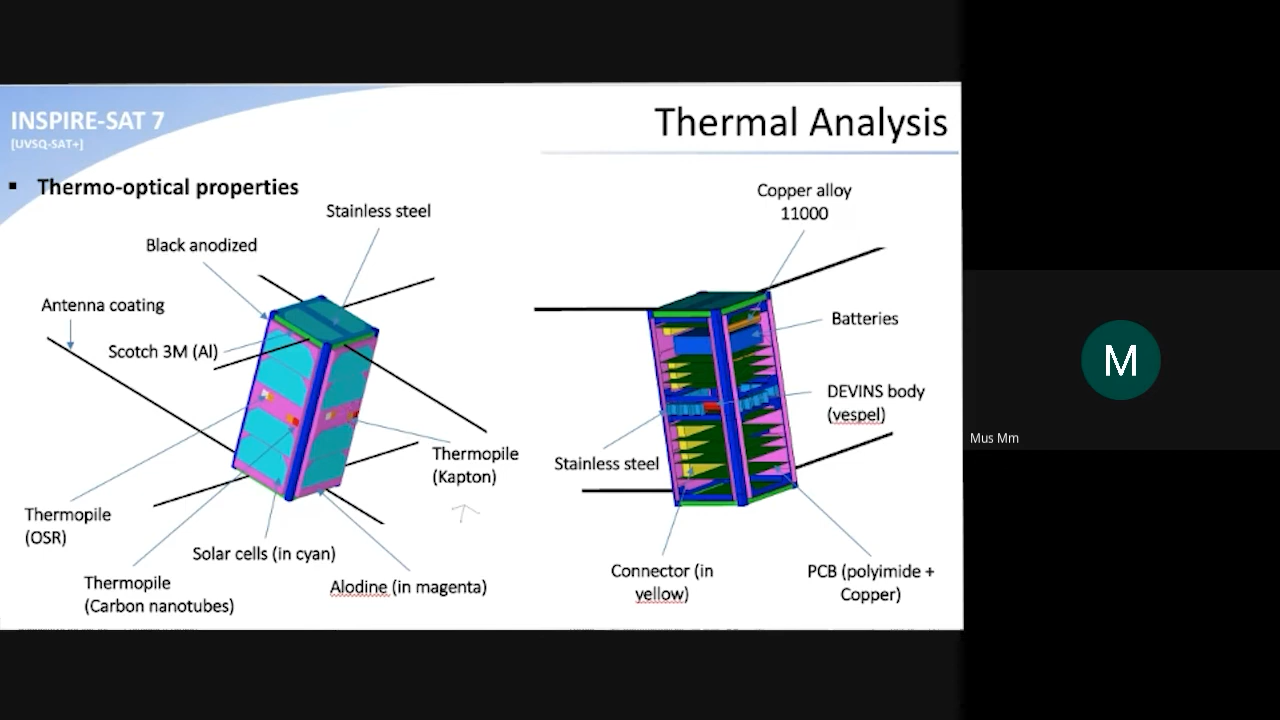 INSPIRE-SAT 7
[UVSQ-SAT+]
Thermal Analysis
▪ Thermo-optical properties
Stainless steel
Black anodized
Antenna coating
Scotch 3M (Al)
Thermopile
(Kapton)
Thermopile
(OSR)
Solar cells (in cyan)
Thermopile
(Carbon nanotubes)
Alodine (in magenta)
Copper alloy
11000
Batteries
DEVINS body
(vespel)
Stainless steel
Connector (in
yellow)
PCB (polyimide +
Copper)
M
Mus Mm